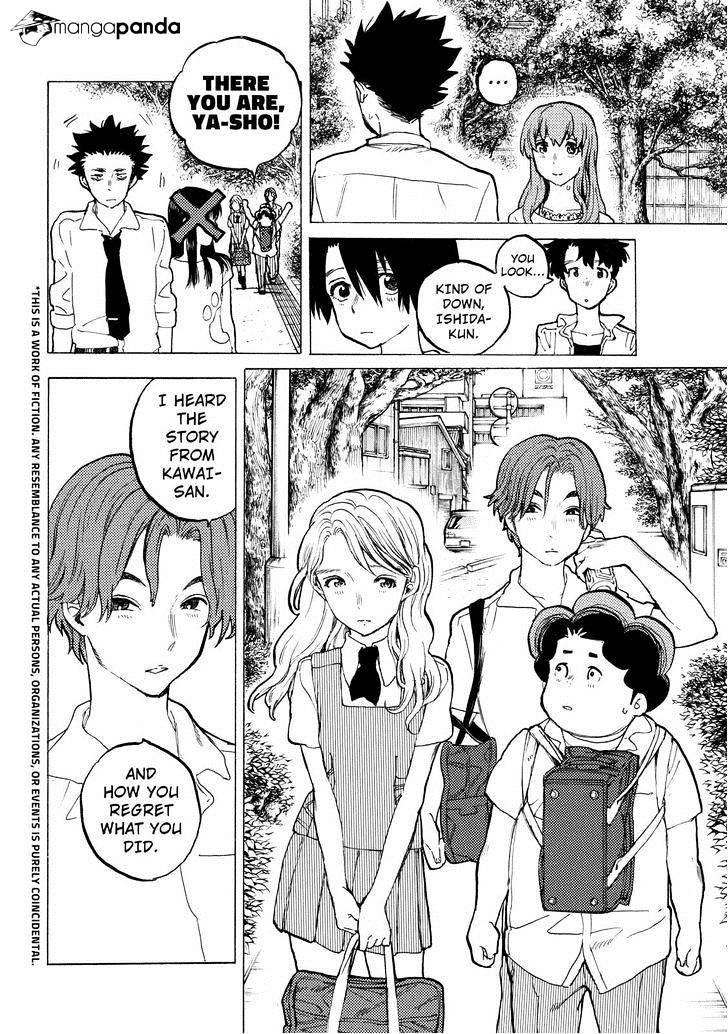 mangapanda
...
THERE
YOU ARE,
YA-SHO!
YOU
LOOK...
KIND OF
DOWN,
ISHIDA-
KUN.
I HEARD
THE
STORY
FROM
KAWAI-
SAN.
AND
HOW YOU
REGRET
WHAT YOU
DID.
*THIS IS A WORK OF FICTION. ANY RESEMBLANCE TO ANY ACTUAL PERSONS, ORGANIZATIONS, OR EVENTS IS PURELY COINCIDENTAL.